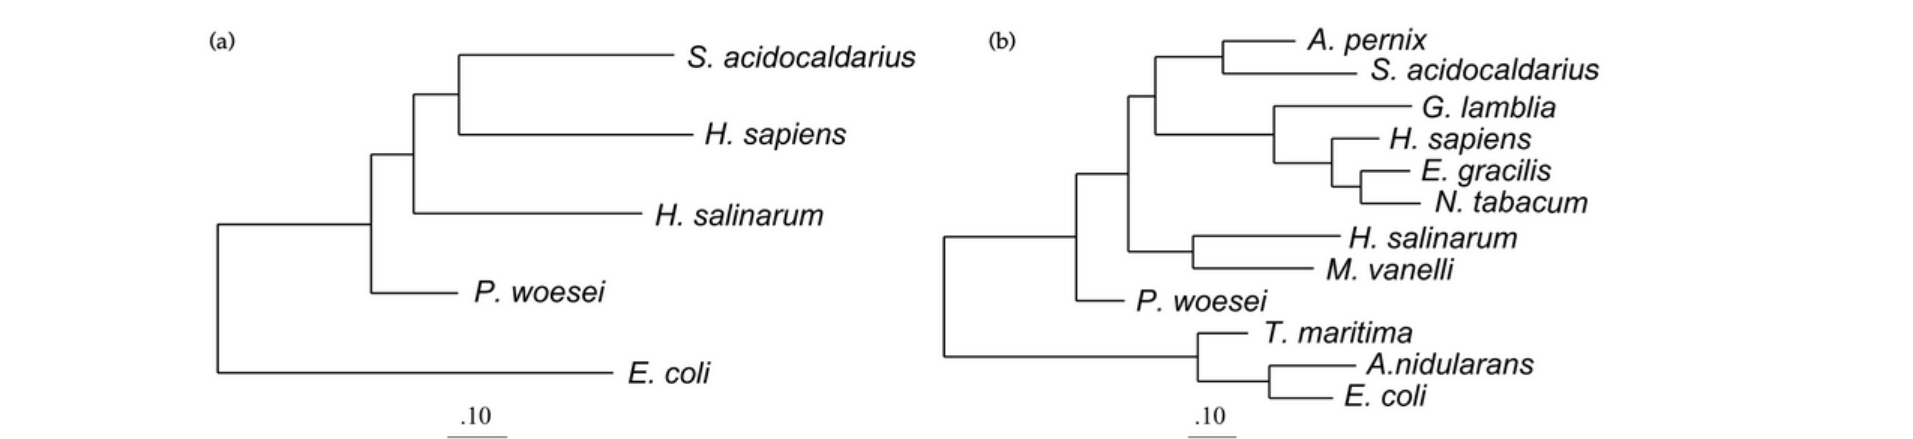 (a)
S. acidocaldarius
H. sapiens
H. salinarum
P. woesei
E. coli
.10
(b)
A. pernix
S. acidocaldarius
G. lamblia
H. sapiens
E. gracilis
N. tabacum
H. salinarum
M. vanelli
P. woesei
T. maritima
A.nidularans
E. coli
.10